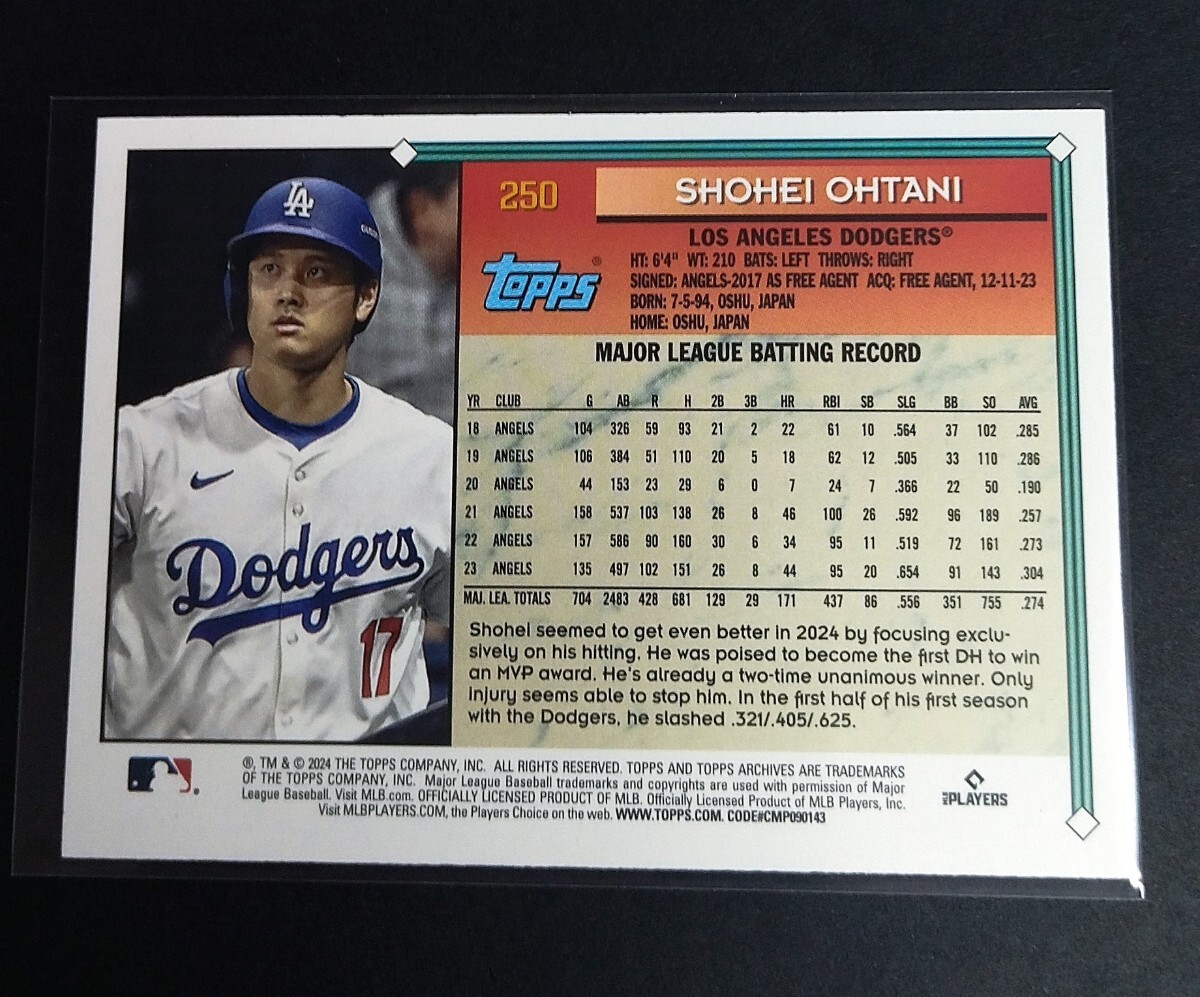 250
SHOHEI OHTANI
LOS ANGELES DODGERS®
TOPPS®
HT: 6'4" WT: 210 BATS: LEFT THROWS: RIGHT
SIGNED: ANGELS-2017 AS FREE AGENT ACQ: FREE AGENT, 12-11-23
BORN: 7-5-94, OSHU, JAPAN
HOME: OSHU, JAPAN
MAJOR LEAGUE BATTING RECORD
YR CLUB G AB R H 2B 3B HR RBI SB SLG BB SO AVG
18 ANGELS 104 326 59 93 21 2 22 61 10 .564 37 102 .285
19 ANGELS 106 384 51 110 20 5 18 62 12 .505 33 110 .286
20 ANGELS 44 153 23 29 6 0 7 24 7 .366 22 50 .190
21 ANGELS 158 537 103 138 26 8 46 100 26 .592 96 189 .257
22 ANGELS 157 586 90 160 30 6 34 95 11 .519 72 161 .273
23 ANGELS 135 497 102 151 26 8 44 95 20 .654 91 143 .304
MAJ. LEA. TOTALS 704 2483 428 681 129 29 171 437 86 .556 351 755 .274
Shohei seemed to get even better in 2024 by focusing exclu-
sively on his hitting. He was poised to become the first DH to win
an MVP award. He's already a two-time unanimous winner. Only
injury seems able to stop him. In the first half of his first season
with the Dodgers, he slashed .321/.405/.625.
LA
Dodgers
17
®, TM & © 2024 THE TOPPS COMPANY, INC. ALL RIGHTS RESERVED. TOPPS AND TOPPS ARCHIVES ARE TRADEMARKS
OF THE TOPPS COMPANY, INC. Major League Baseball trademarks and copyrights are used with permission of Major
League Baseball. Visit MLB.com. OFFICIALLY LICENSED PRODUCT OF MLB. Officially Licensed Product of MLB Players, Inc.
Visit MLBPLAYERS.COM, the Players Choice on the web. WWW.TOPPS.COM. CODE#CMP090143
MLBPLAYERS